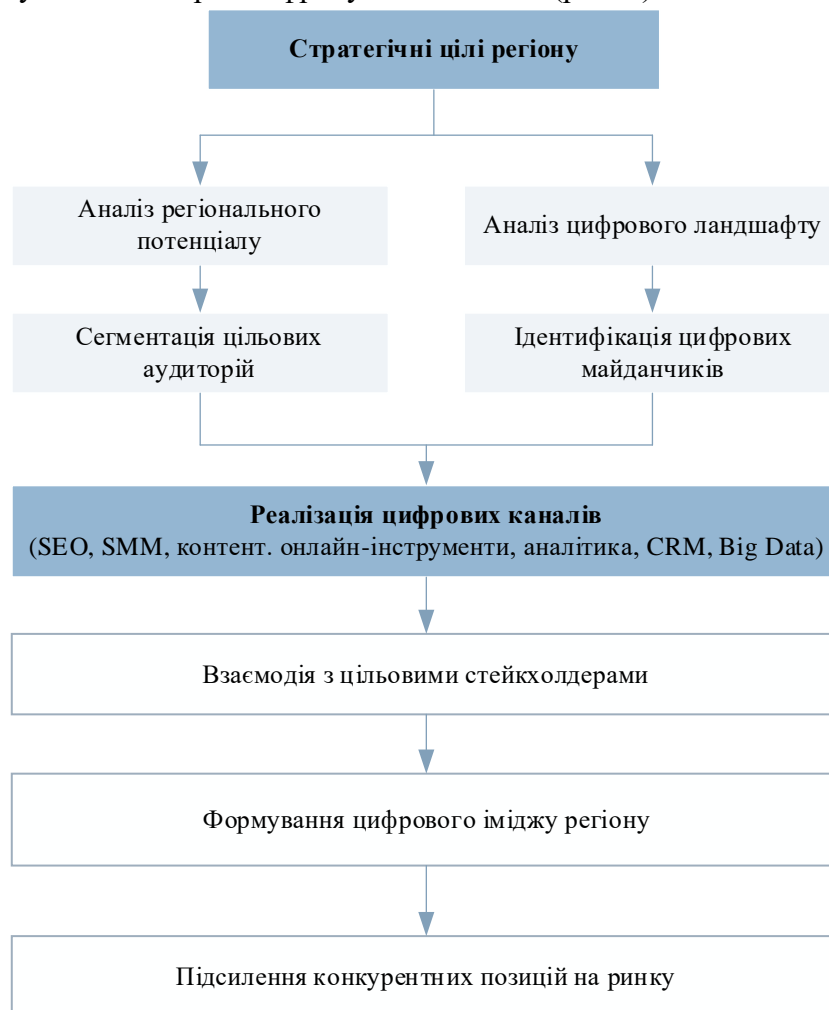 Стратегічні цілі регіону
Аналіз регіонального
потенціалу
Аналіз цифрового ландшафту
Сегментація цільових
аудиторій
Ідентифікація цифрових
майданчиків
Реалізація цифрових каналів
(SEO, SMM, контент. онлайн-інструменти, аналітика, CRM, Big Data)
Взаємодія з цільовими стейкхолдерами
Формування цифрового іміджу регіону
Підсилення конкурентних позицій на ринку